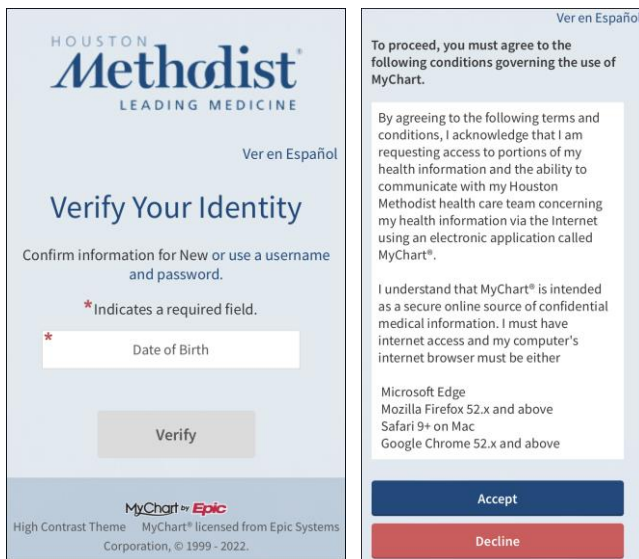 HOUSTON
Methodist
LEADING MEDICINE
Ver en Español
Verify Your Identity
Confirm information for New or use a username
and password.
*Indicates a required field.
* Date of Birth
Verify
MyChart by Epic
High Contrast Theme MyChart® licensed from Epic Systems
Corporation, © 1999 - 2022.
Ver en Español
To proceed, you must agree to the
following conditions governing the use of
MyChart.
By agreeing to the following terms and
conditions, I acknowledge that I am
requesting access to portions of my
health information and the ability to
communicate with my Houston
Methodist health care team concerning
my health information via the Internet
using an electronic application called
MyChart®.
I understand that MyChart® is intended
as a secure online source of confidential
medical information. I must have
internet access and my computer's
internet browser must be either
Microsoft Edge
Mozilla Firefox 52.x and above
Safari 9+ on Mac
Google Chrome 52.x and above
Accept
Decline